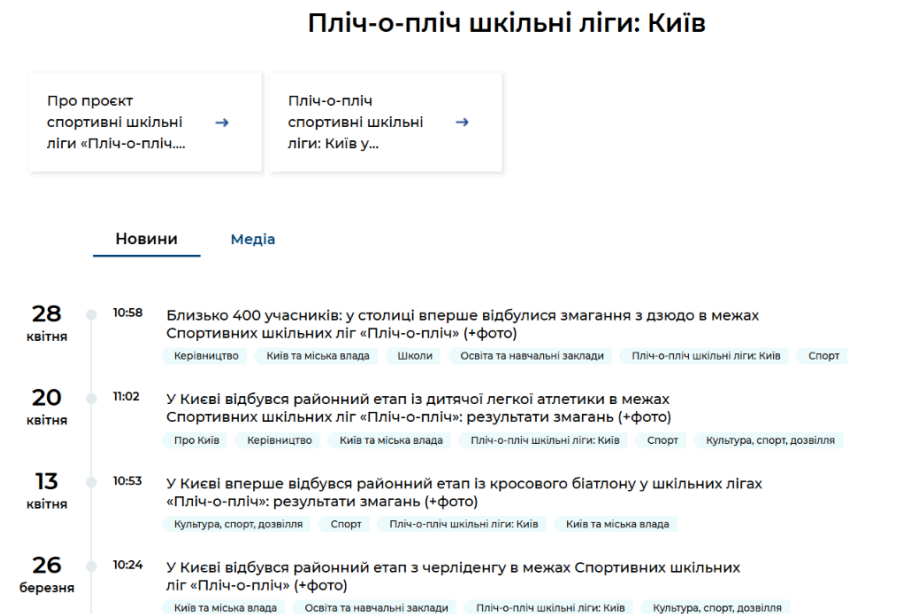 Пліч-о-пліч шкільні ліги: Київ
Про проєкт
спортивні шкільні
ліги «Пліч-о-пліч....
→
Пліч-о-пліч
спортивні шкільні
ліги: Київ у...
→
Новини Медіа
28
квітня
10:58
Близько 400 учасників: у столиці вперше відбулися змагання з дзюдо в межах
Спортивних шкільних ліг «Пліч-о-пліч» (+фото)
Керівництво Київ та міська влада Школи Освіта та навчальні заклади Пліч-о-пліч шкільні ліги: Київ Спорт
20
квітня
11:02
У Києві відбувся районний етап із дитячої легкої атлетики в межах
Спортивних шкільних ліг «Пліч-о-пліч»: результати змагань (+фото)
Про Київ Керівництво Київ та міська влада Пліч-о-пліч шкільні ліги: Київ Спорт Культура, спорт, дозвілля
13
квітня
10:53
У Києві вперше відбувся районний етап із кросового біатлону у шкільних лігах
«Пліч-о-пліч»: результати змагань (+фото)
Культура, спорт, дозвілля Спорт Пліч-о-пліч шкільні ліги: Київ Київ та міська влада
26
березня
10:24
У Києві відбувся районний етап з черліденгу в межах Спортивних шкільних
ліг «Пліч-о-пліч» (+фото)
Київ та міська влада Освіта та навчальні заклади Пліч-о-пліч шкільні ліги: Київ Культура, спорт, дозвілля